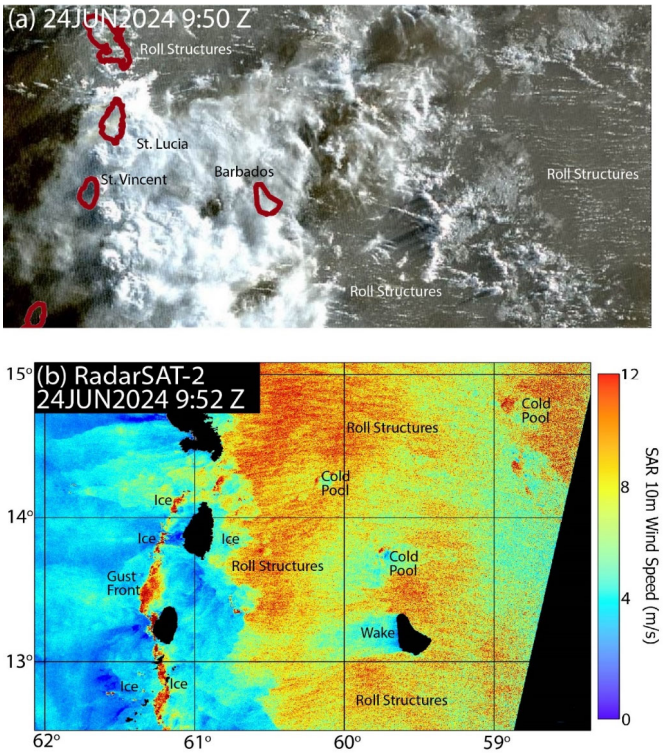 (a) 24JUN2024 9:50 Z
Roll Structures
St. Lucia
St. Vincent
Barbados
Roll Structures
Roll Structures
(b) RadarSAT-2
24JUN2024 9:52 Z
15°
14°
13°
62°
61°
60°
59°
Cold
Pool
Roll Structures
Cold
Pool
Ice
Ice
Ice
Roll Structures
Cold
Pool
Gust
Front
Wake
Ice
Ice
Roll Structures
12
8
4
0
SAR 10m Wind Speed (m/s)